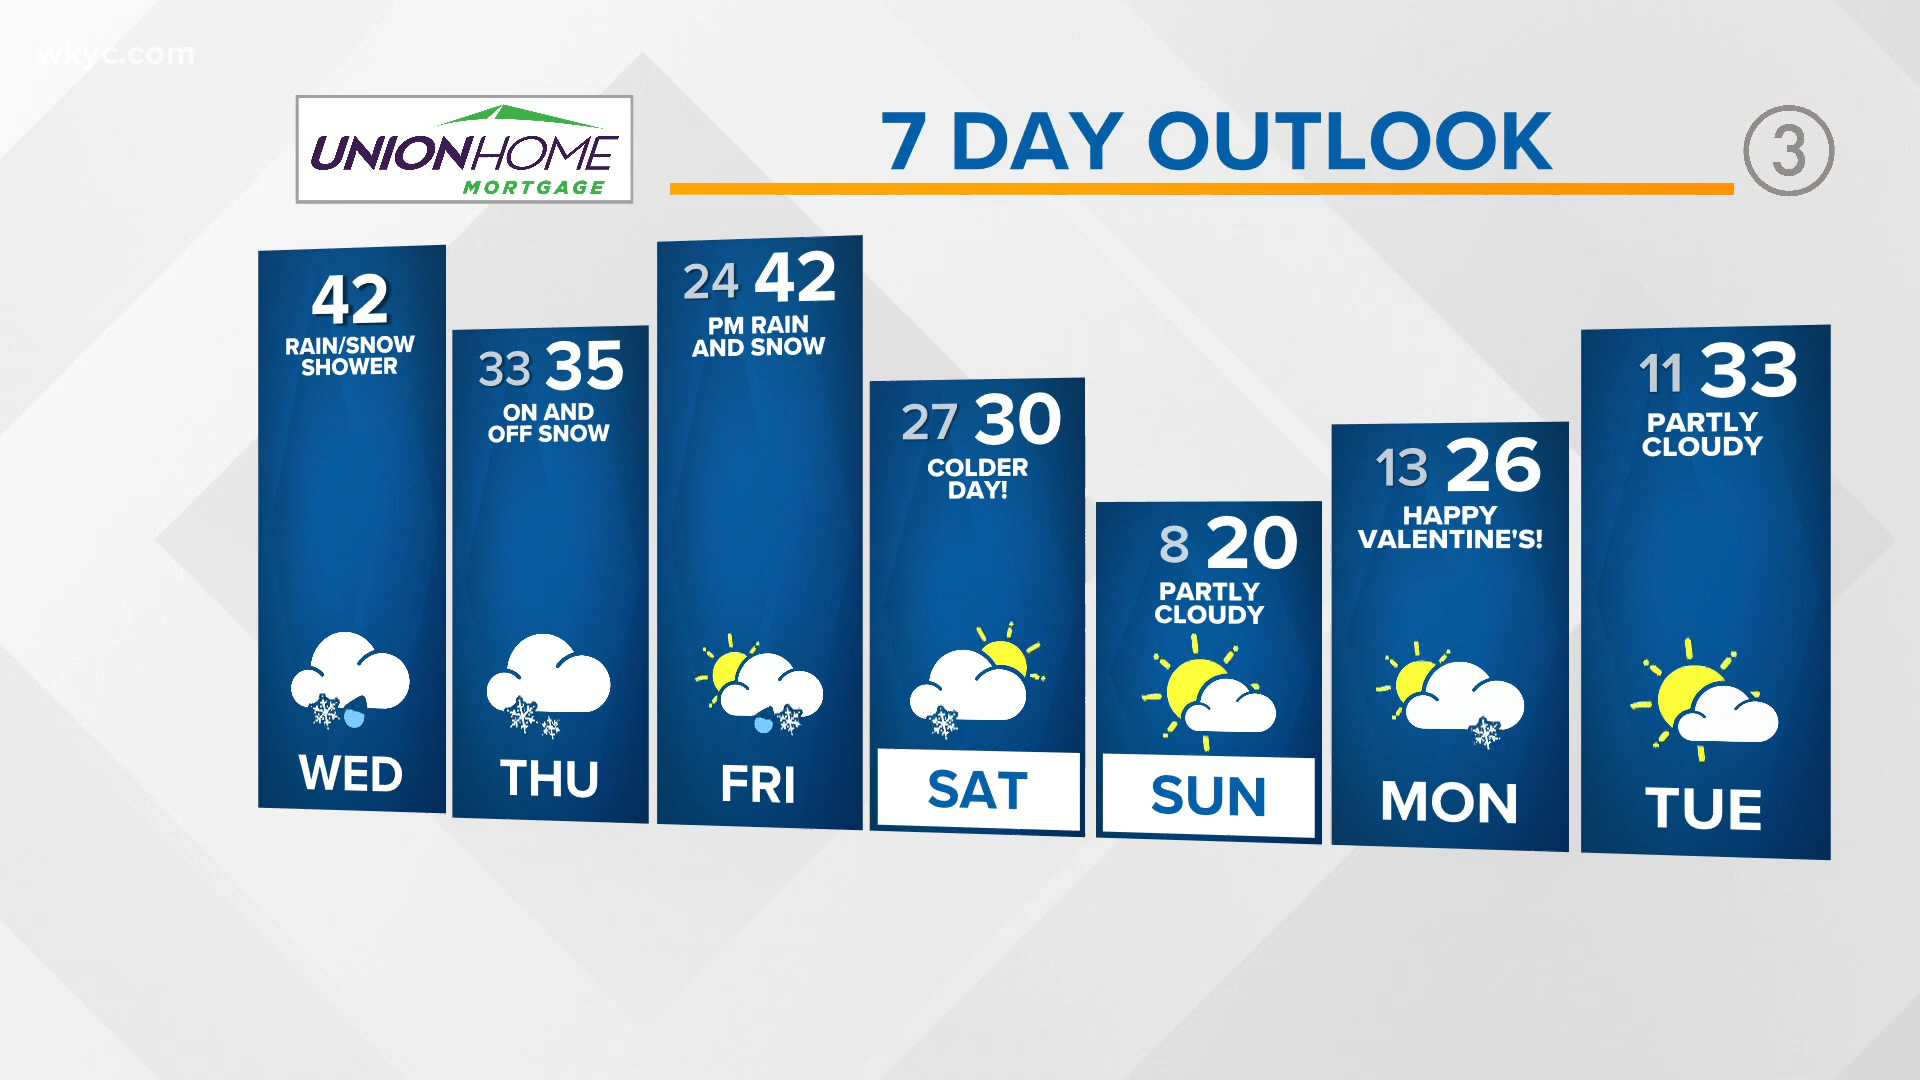 wkyc.com
UNIONHOME
MORTGAGE
7 DAY OUTLOOK
3
42
RAIN/SNOW
SHOWER
WED
33 35
ON AND
OFF SNOW
THU
24 42
PM RAIN
AND SNOW
FRI
27 30
COLDER
DAY!
SAT
8 20
PARTLY
CLOUDY
SUN
13 26
HAPPY
VALENTINE'S!
MON
11 33
PARTLY
CLOUDY
TUE